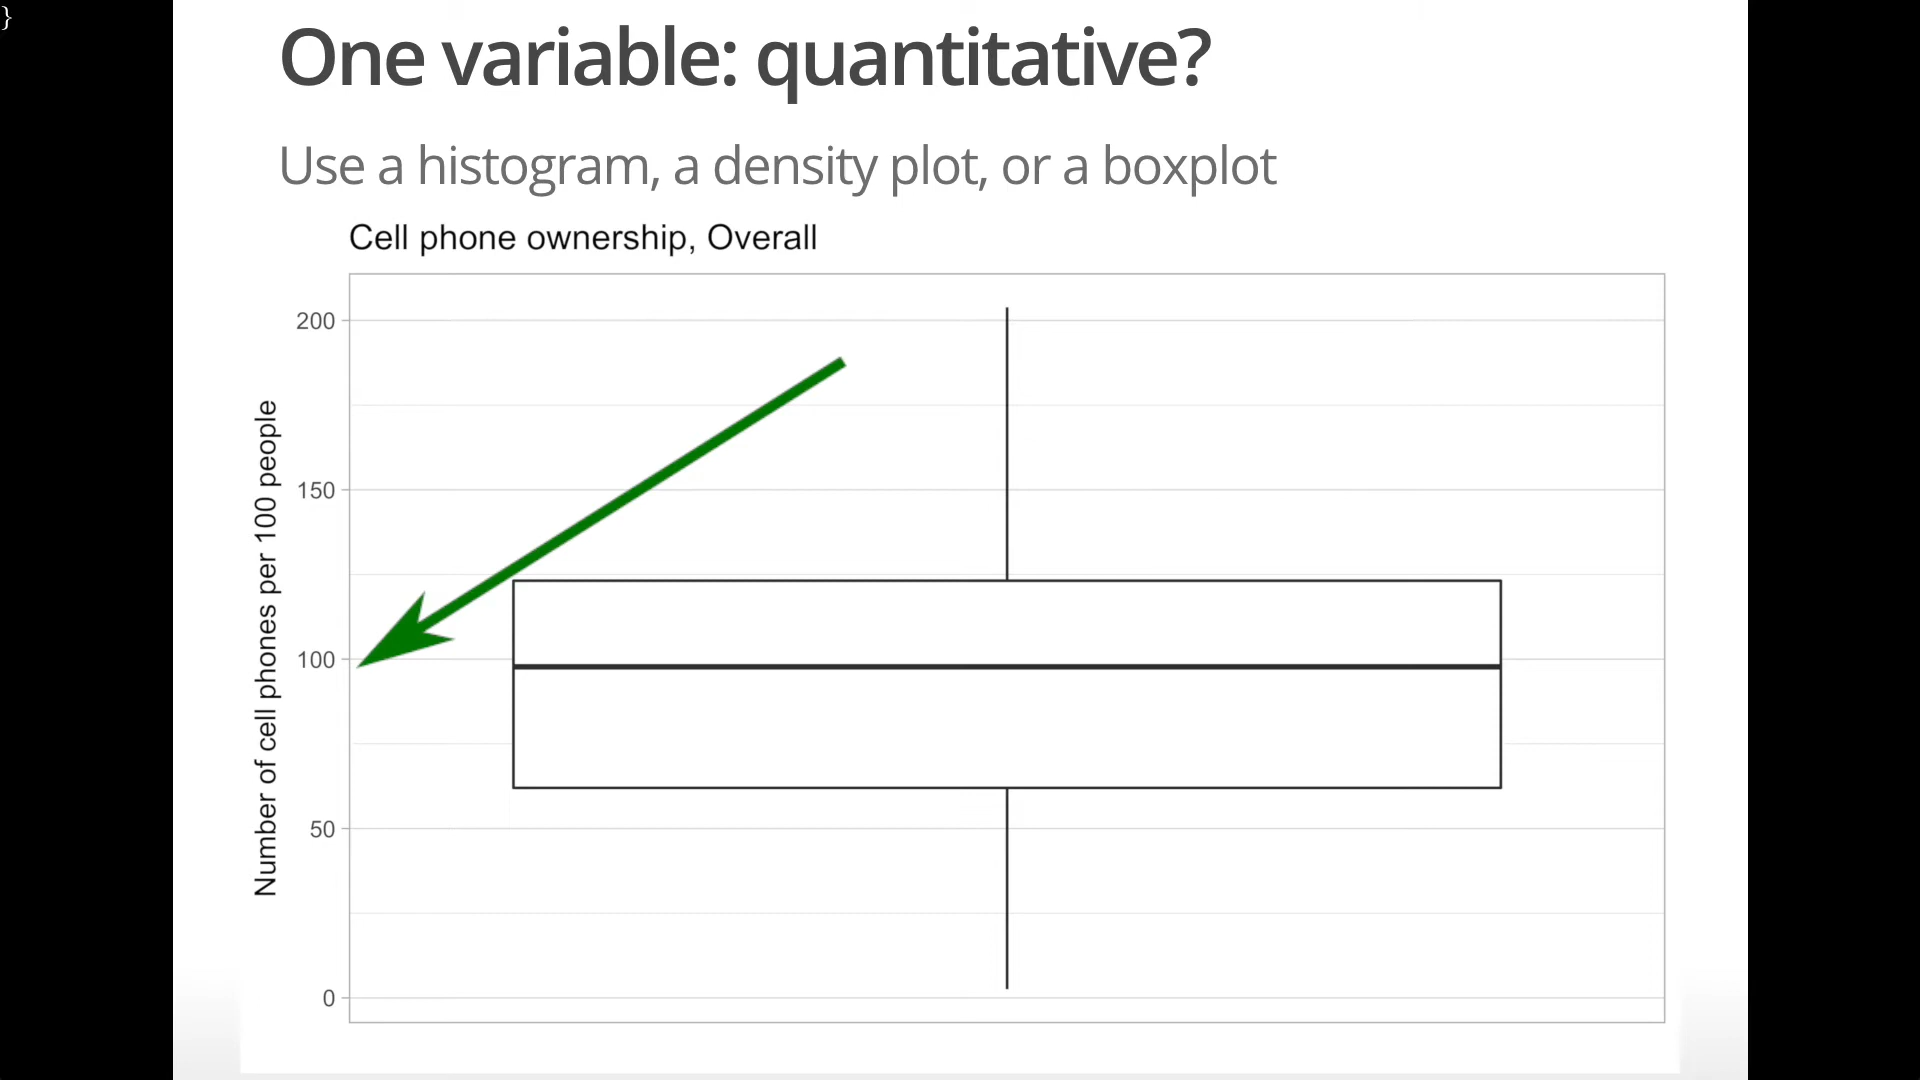 }
One variable: quantitative?
Use a histogram, a density plot, or a boxplot
Cell phone ownership, Overall
Number of cell phones per 100 people
200
150
100
50
0